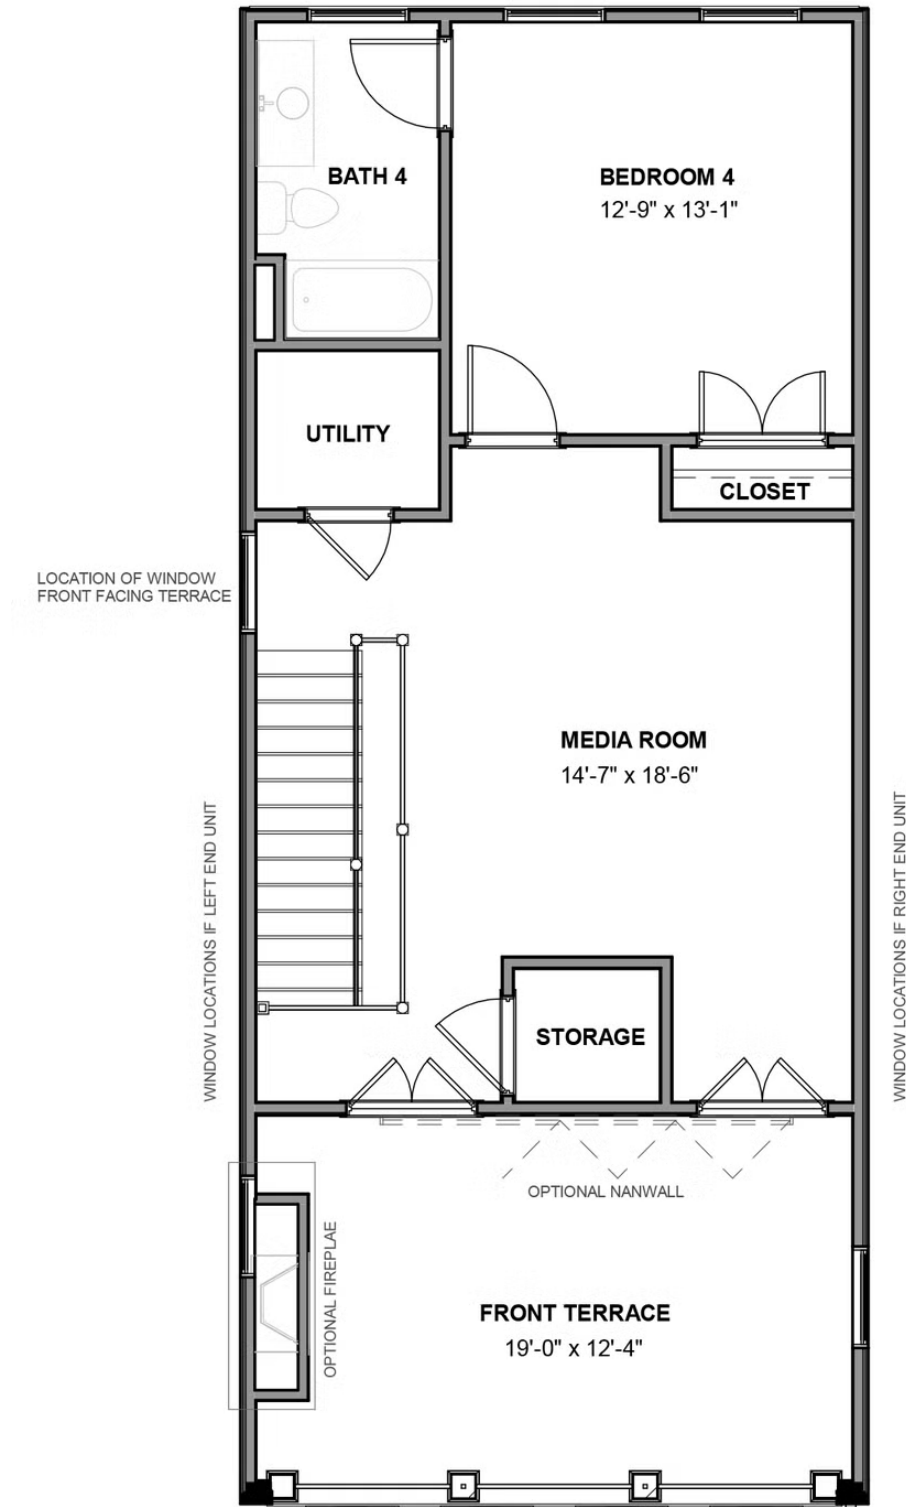 BATH 4
BEDROOM 4
12'-9" x 13'-1"
UTILITY
CLOSET
LOCATION OF WINDOW
FRONT FACING TERRACE
MEDIA ROOM
14'-7" x 18'-6"
WINDOW LOCATIONS IF LEFT END UNIT
WINDOW LOCATIONS IF RIGHT END UNIT
STORAGE
OPTIONAL NANWALL
OPTIONAL FIREPLAE
FRONT TERRACE
19'-0" x 12'-4"